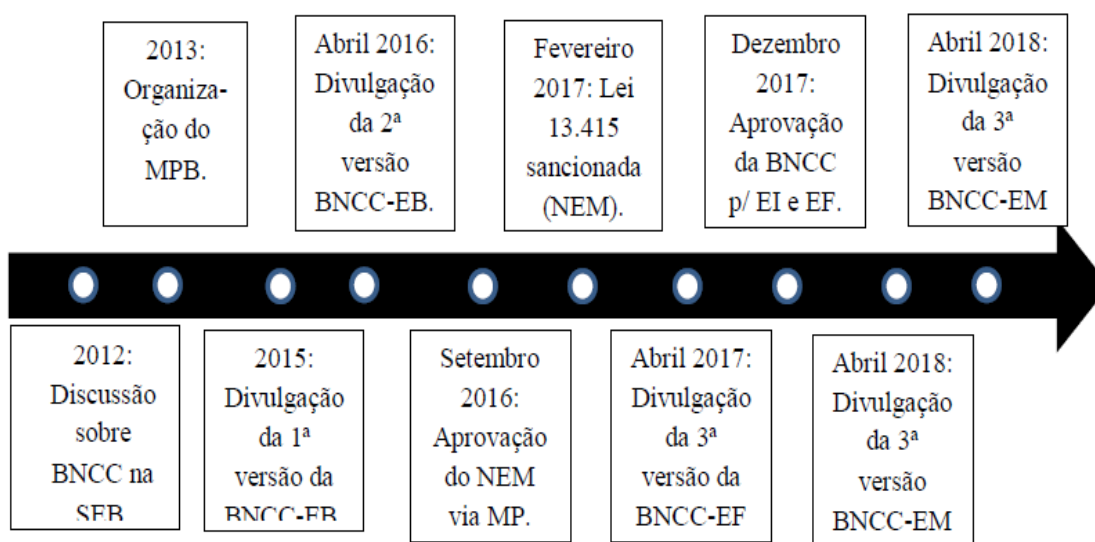 2013:
Organiza-
ção do
MPB.
Abril 2016:
Divulgação
da 2ª
versão
BNCC-EB.
Fevereiro
2017: Lei
13.415
sancionada
(NEM).
Dezembro
2017:
Aprovação
da BNCC
p/ EI e EF.
Abril 2018:
Divulgação
da 3ª
versão
BNCC-EM
2012:
Discussão
sobre
BNCC na
SEB
2015:
Divulgação
da 1ª
versão da
BNCC-EB
Setembro
2016:
Aprovação
do NEM
via MP.
Abril 2017:
Divulgação
da 3ª
versão da
BNCC-EF
Abril 2018:
Divulgação
da 3ª
versão
BNCC-EM